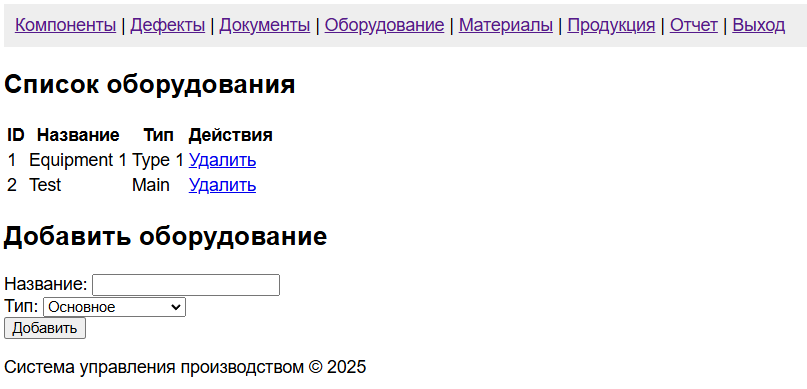 Компоненты | Дефекты | Документы | Оборудование | Материалы | Продукция | Отчет | Выход
Список оборудования
ID Название Тип Действия
1 Equipment 1 Type 1 Удалить
2 Test Main Удалить
Добавить оборудование
Название:
Тип: Основное
Добавить
Система управления производством © 2025